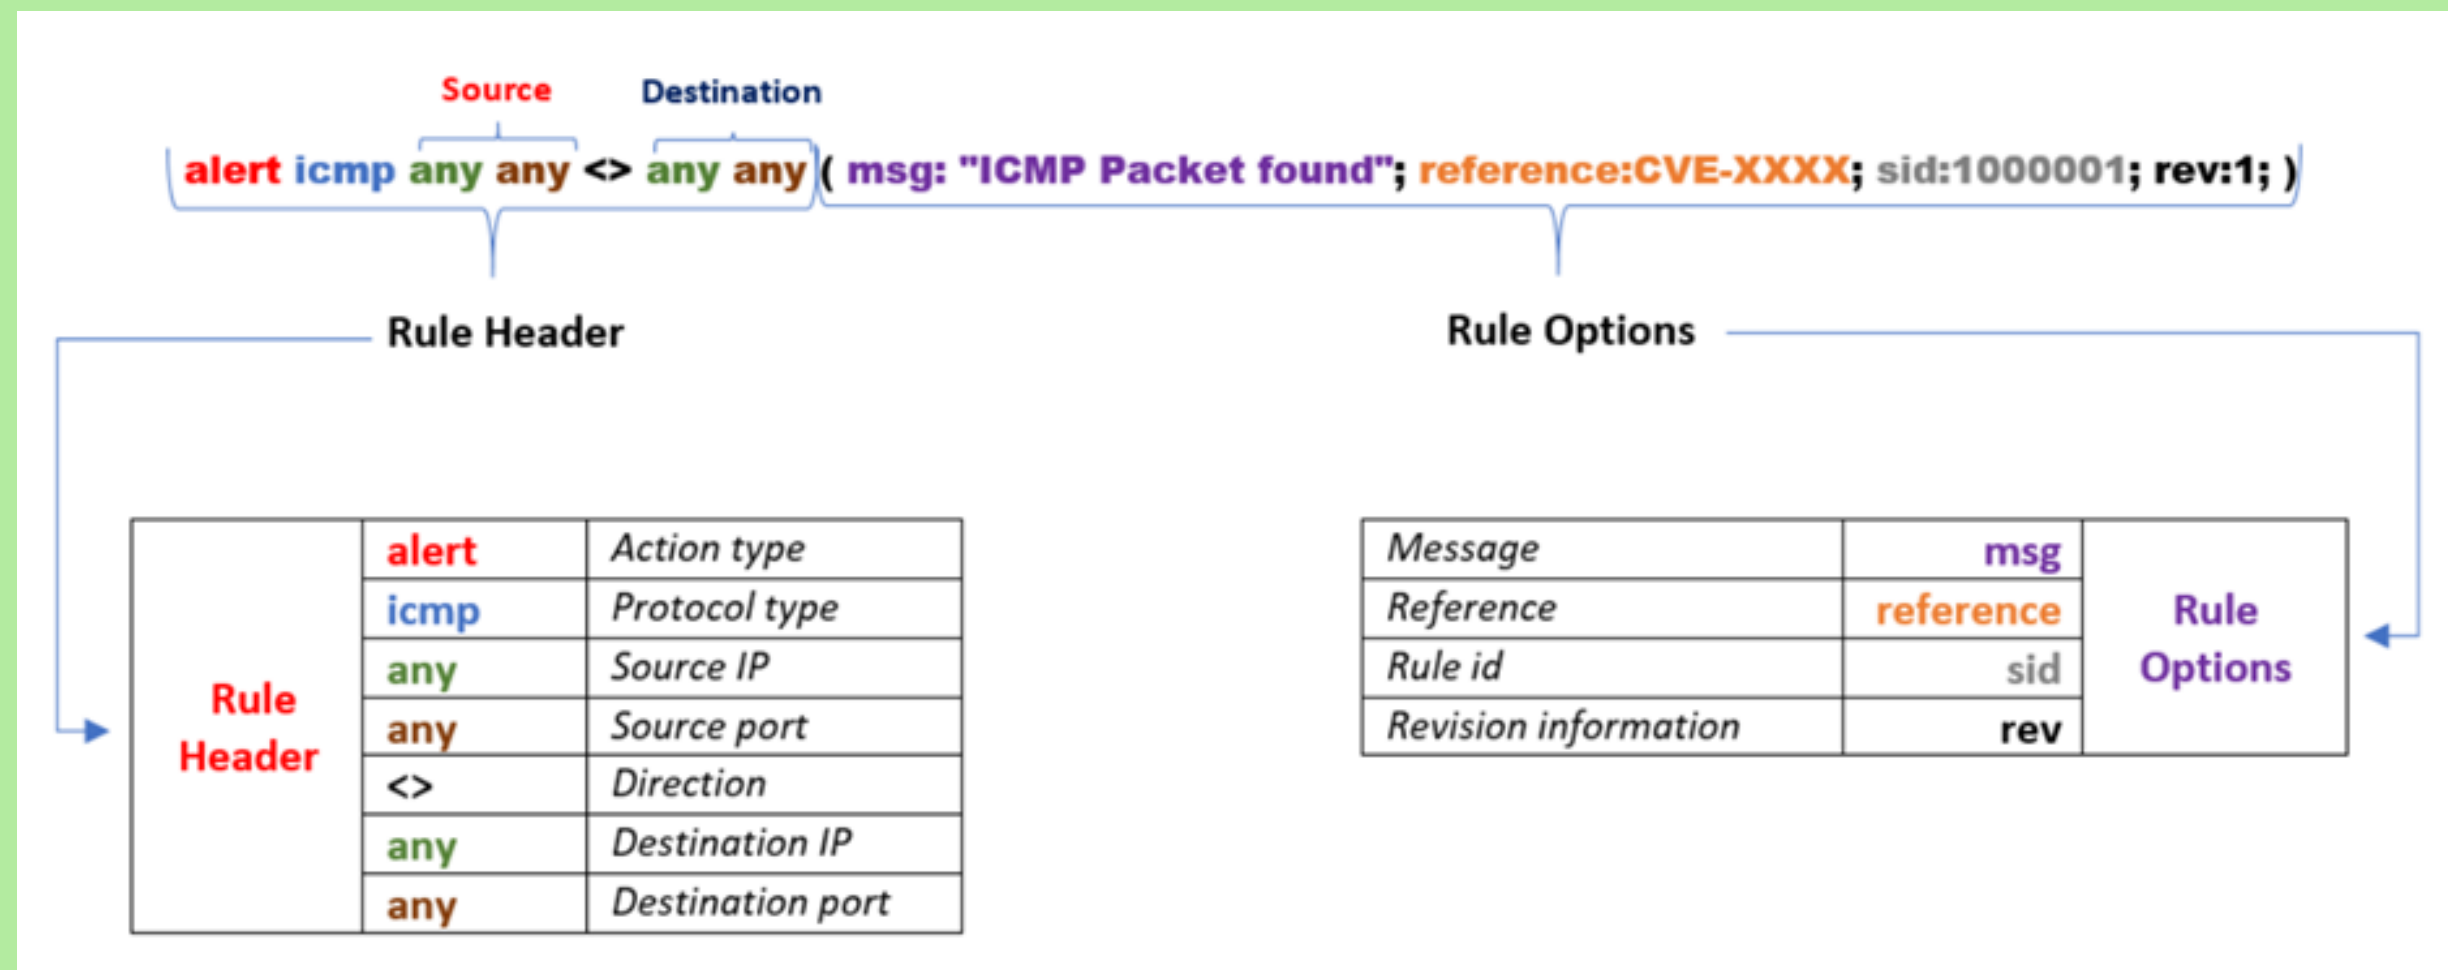 Source Destination
alert icmp any any <> any any ( msg: "ICMP Packet found"; reference:CVE-XXXX; sid:1000001; rev:1; )
Rule Header
Rule Options
Rule
Header
alert Action type
icmp Protocol type
any Source IP
any Source port
<> Direction
any Destination IP
any Destination port
Message msg
Reference reference
Rule id sid
Revision information rev
Rule
Options